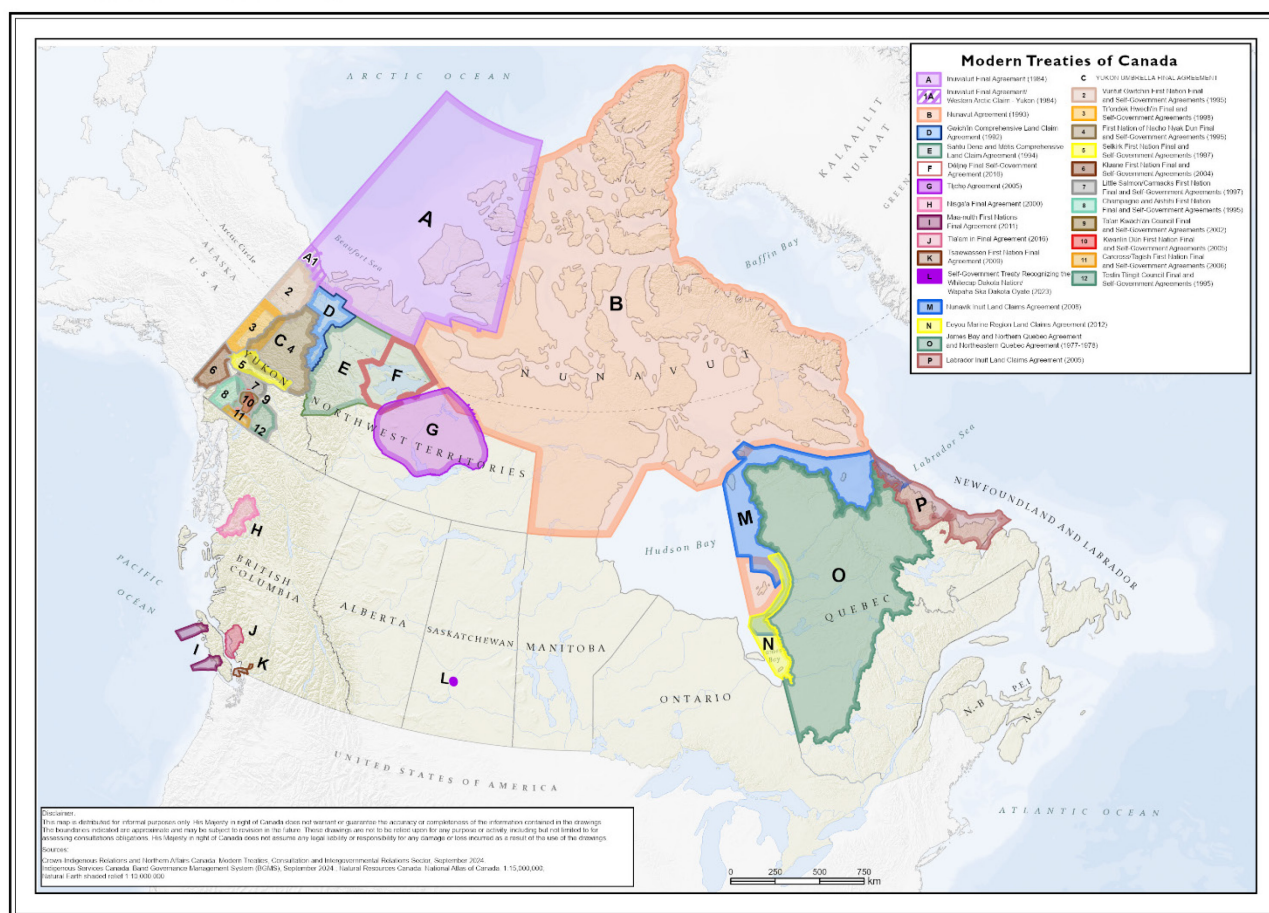 Modern Treaties of Canada
A Inuvialuit Final Agreement (1984)
1A Inuvialuit Final Agreement/
Western Arctic Claim - Yukon (1984)
B Nunavut Agreement (1993)
D Gwich'in Comprehensive Land Claim
Agreement (1992)
E Sahtu Dene and Metis Comprehensive
Land Claim Agreement (1994)
F Délįnę Final Self-Government
Agreement (2016)
G Tłįchǫ Agreement (2005)
H Nisga'a Final Agreement (2000)
I Maa-nulth First Nations
Final Agreement (2011)
J Tla'amin Final Agreement (2016)
K Tsawwassen First Nation Final
Agreement (2009)
L Self-Government Treaty Recognizing the
Whitecap Dakota Nation/
Wapaha Ska Dakota Oyate (2023)
M Nunavik Inuit Land Claims Agreement (2008)
N Eeyou Marine Region Land Claims Agreement (2012)
O James Bay and Northern Quebec Agreement
and Northeastern Quebec Agreement (1977-1978)
P Labrador Inuit Land Claims Agreement (2005)
C YUKON UMBRELLA FINAL AGREEMENT
2 Vuntut Gwitchin First Nation Final
and Self-Government Agreements (1995)
3 Tr'ondëk Hwëch'in Final and
Self-Government Agreements (1998)
4 First Nation of Nacho Nyak Dun Final
and Self-Government Agreements (1995)
5 Selkirk First Nation Final and
Self-Government Agreements (1997)
6 Kluane First Nation Final and
Self-Government Agreements (2004)
7 Little Salmon/Carmacks First Nation
Final and Self-Government Agreements (1997)
8 Champagne and Aishihi First Nation
Final and Self-Government Agreements (1995)
9 Ta'an Kwach'an Council Final
and Self-Government Agreements (2002)
10 Kwanlin Dün First Nation Final
and Self-Government Agreements (2005)
11 Carcross/Tagish First Nation Final
and Self-Government Agreements (2006)
12 Teslin Tlingit Council Final and
Self-Government Agreements (1995)
ARCTIC OCEAN
KALAALLIT
NUNAAT
Baffin Bay
Beaufort Sea
Arctic Circle
ALASKA
U.S.A
A
A1
B
2
D
3
C 4
YUKON
5
6
E
F
7
8
9
10
11
12
G
NUNAVUT
NORTHWEST TERRITORIES
Labrador Sea
NEWFOUNDLAND AND LABRADOR
P
M
Hudson Bay
H
O
QUEBEC
PACIFIC
OCEAN
BRITISH
COLUMBIA
ALBERTA
SASKATCHEWAN
MANITOBA
J
I
K
L
N
Bay
ONTARIO
P.E.I
N.-B
N.S
UNITED STATES OF AMERICA
ATLANTIC OCEAN
Disclaimer:
This map is distributed for informal purposes only. His Majesty in right of Canada does not warrant or guarantee the accuracy or completeness of the information contained in the drawings.
The boundaries indicated are approximate and may be subject to revision in the future. These drawings are not to be relied upon for any purpose or activity, including but not limited to for
assessing consultations obligations. His Majesty in right of Canada does not assume any legal liability or responsibility for any damage or loss incurred as a result of the use of the drawings.
Sources:
Crown-Indigenous Relations and Northern Affairs Canada. Modern Treaties, Consultation and Intergovernmental Relations Sector, September 2024.
Indigenous Services Canada. Band Governance Management System (BGMS), September 2024. Natural Resources Canada. National Atlas of Canada, 1:15,000,000,
Natural Earth shaded relief 1:10 000 000
0 125 250 500 750
km